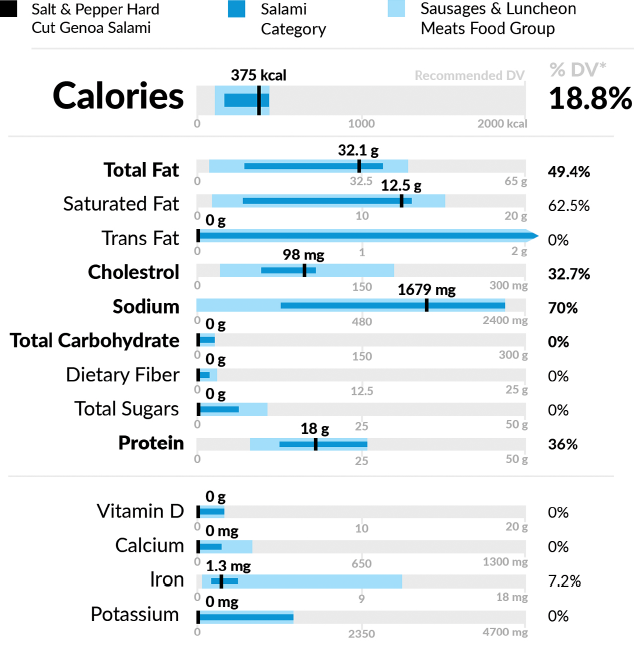 Salt & Pepper Hard
Cut Genoa Salami
Salami
Category
Sausages & Luncheon
Meats Food Group
% DV*
375 kcal
Recommended DV
Calories
18.8%
0 1000 2000 kcal
32.1 g
Total Fat
49.4%
0 32.5 65 g
12.5 g
Saturated Fat
62.5%
0 10 20 g
0 g
Trans Fat
0%
0 1 2 g
98 mg
Cholestrol
32.7%
0 150 300 mg
1679 mg
Sodium
70%
0 480 2400 mg
0 g
Total Carbohydrate
0%
0 150 300 g
0 g
Dietary Fiber
0%
0 12.5 25 g
0 g
Total Sugars
0%
0 25 50 g
18 g
Protein
36%
0 25 50 g
0 g
Vitamin D
0%
0 10 20 g
0 mg
Calcium
0%
0 650 1300 mg
1.3 mg
Iron
7.2%
0 9 18 mg
0 mg
Potassium
0%
0 2350 4700 mg